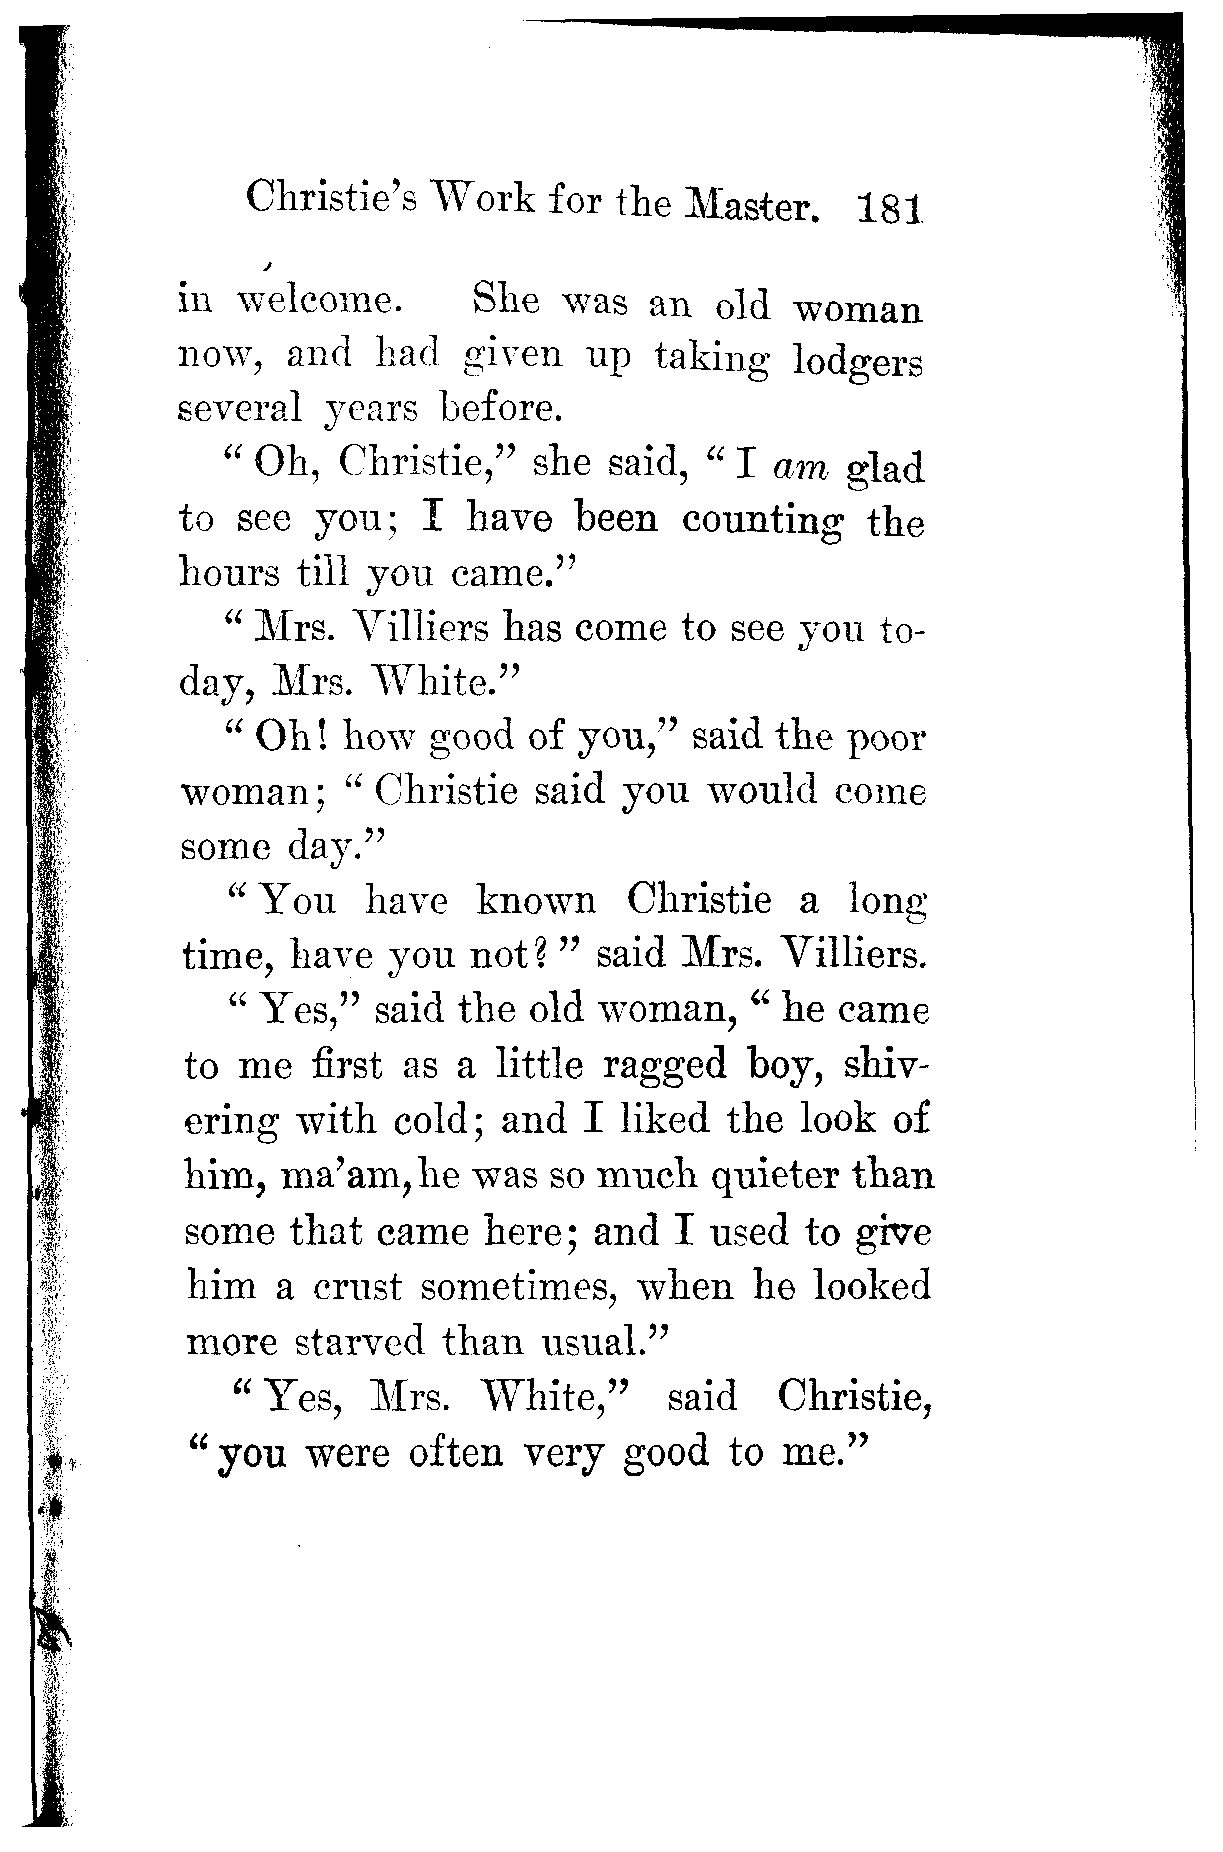 Christie's Work for the Master. 181
in welcome. She was an old woman
now, and had given up taking lodgers
several years before.
" Oh, Christie," she said, " I am glad
to see you; I have been counting the
hours till you came."
" Mrs. Villiers has come to see you to-
day, Mrs. White."
" Oh! how good of you," said the poor
woman; " Christie said you would come
some day."
" You have known Christie a long
time, have you not? " said Mrs. Villiers.
" Yes," said the old woman, " he came
to me first as a little ragged boy, shiv-
ering with cold; and I liked the look of
him, ma'am, he was so much quieter than
some that came here; and I used to give
him a crust sometimes, when he looked
more starved than usual."
" Yes, Mrs. White," said Christie,
" you were often very good to me."